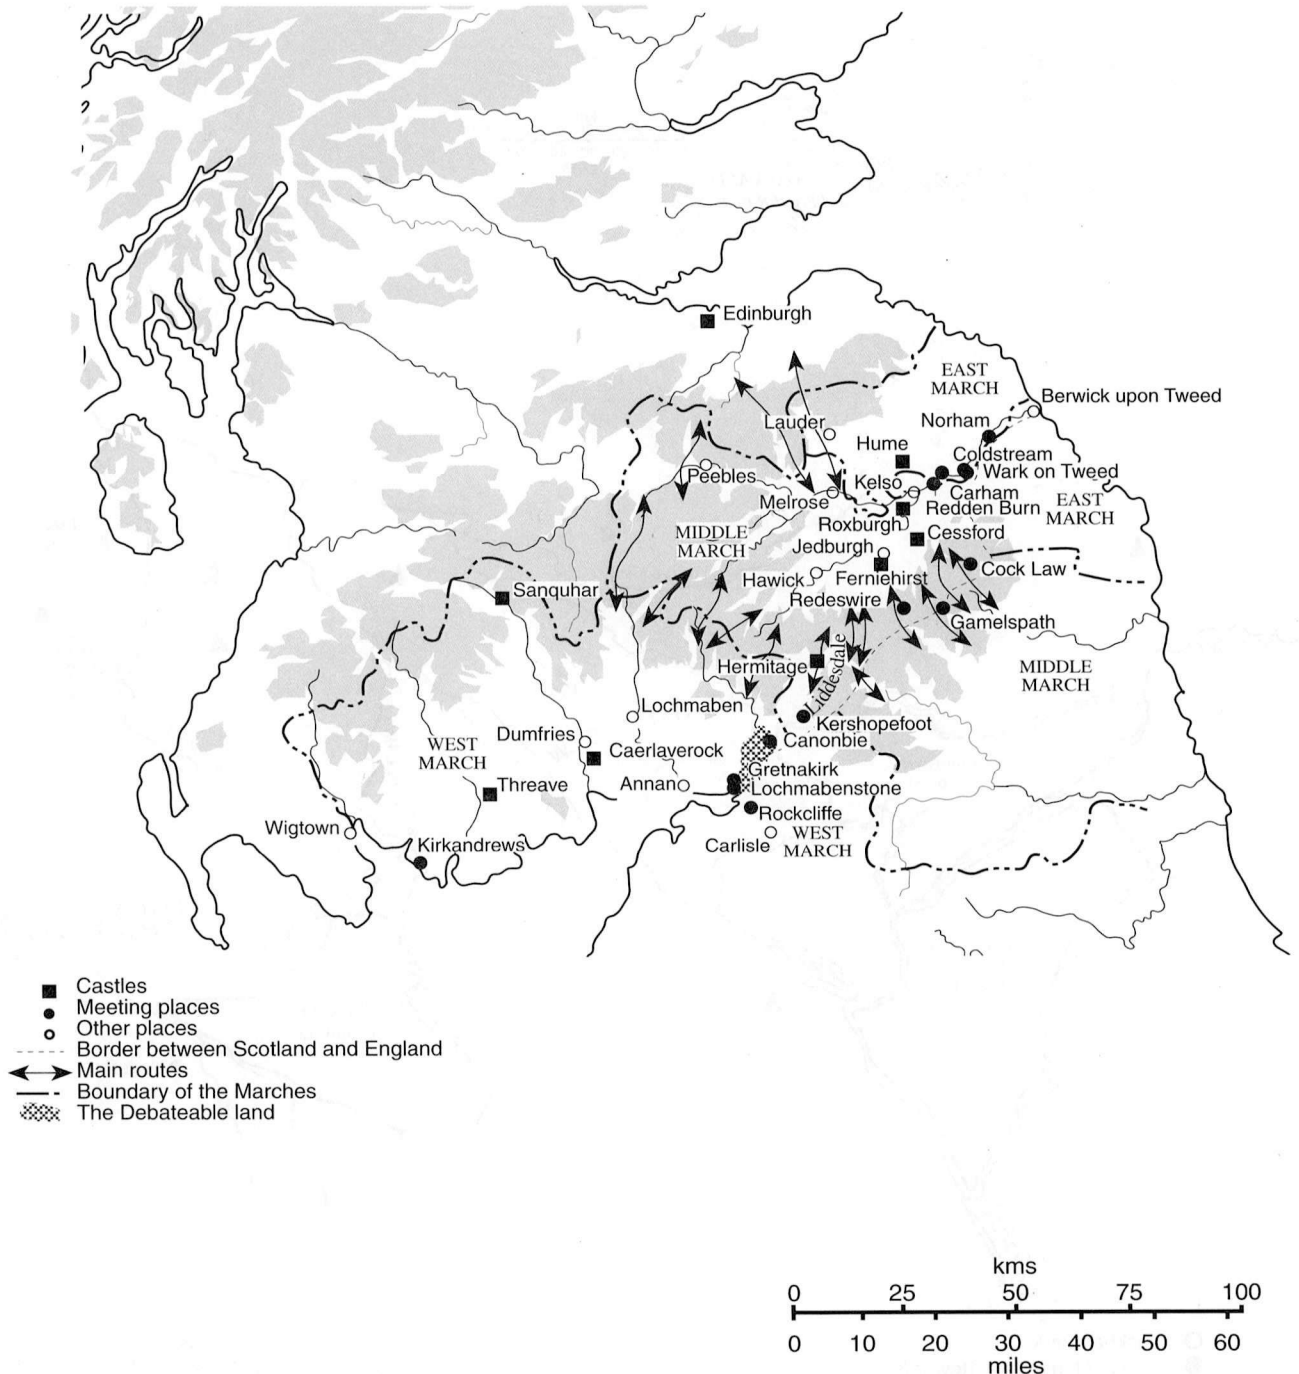 Edinburgh
EAST
MARCH
Berwick upon Tweed
Norham
Lauder
Hume
Coldstream
Wark on Tweed
Peebles
Kelso
Carham
Melrose
EAST
MARCH
Redden Burn
Roxburgh
MIDDLE
MARCH
Cessford
Jedburgh
Cock Law
Hawick
Ferniehirst
Sanquhar
Redeswire
Gamelspath
Liddesdale
Hermitage
MIDDLE
MARCH
Lochmaben
Kershopefoot
Dumfries
Canonbie
WEST
MARCH
Caerlaverock
Gretnakirk
Threave
Annan
Lochmabenstone
Rockcliffe
Wigtown
WEST
MARCH
Carlisle
Kirkandrews
Castles
Meeting places
Other places
Border between Scotland and England
Main routes
Boundary of the Marches
The Debateable land
kms
0 25 50 75 100
0 10 20 30 40 50 60
miles